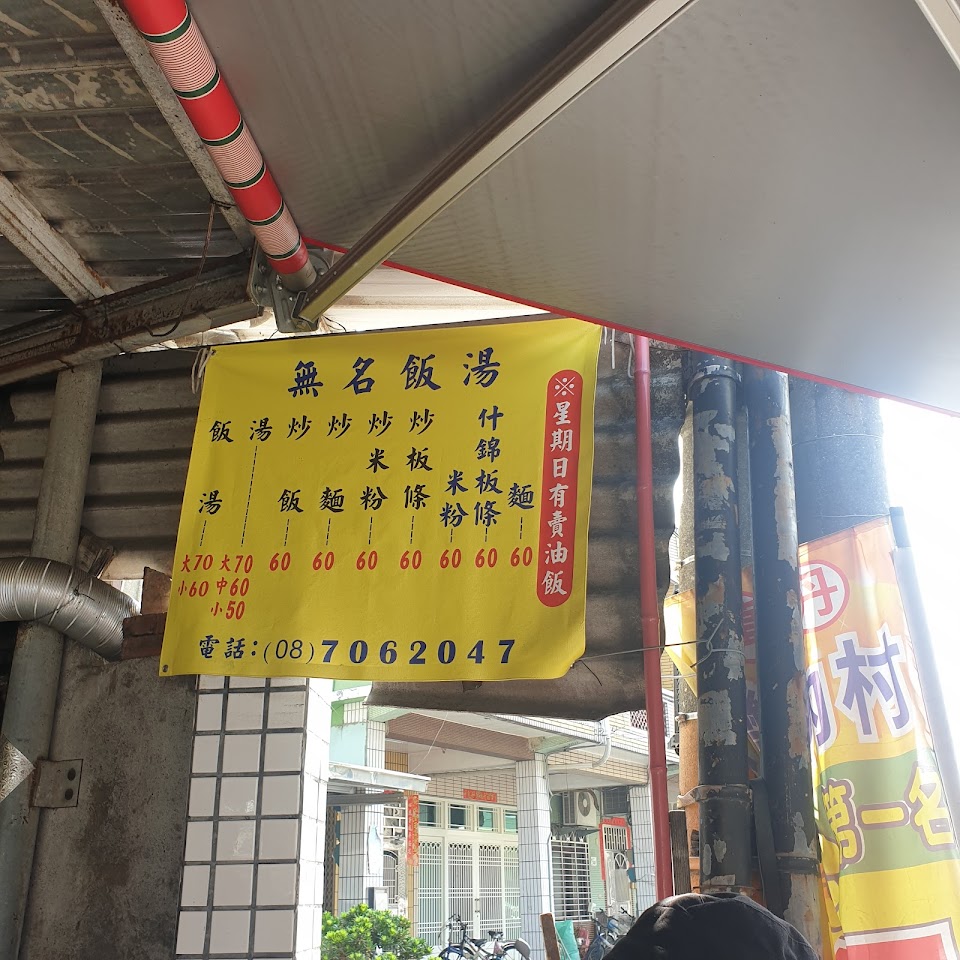 無名飯湯
飯湯 大70 小60
湯 大70 中60 小50
炒飯 60
炒麵 60
炒米粉 60
炒板條 60
米粉 60
什錦板條 60
麵 60
※星期日有賣油飯
電話:(08)7062047
丹
村
第一名